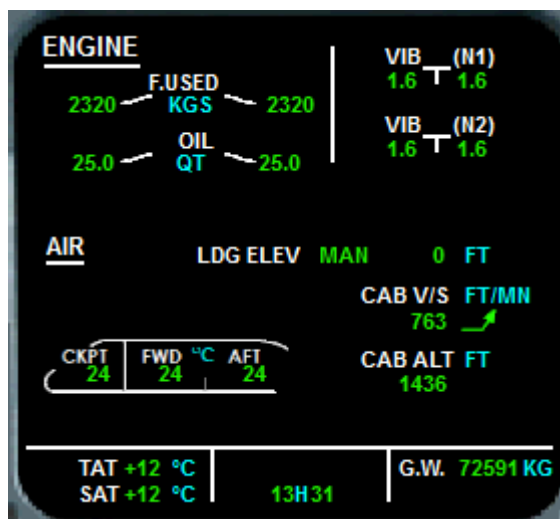 ENGINE
F.USED
2320 KGS 2320
OIL
25.0 QT 25.0
VIB (N1)
1.6 1.6
VIB (N2)
1.6 1.6
AIR
LDG ELEV MAN 0 FT
CAB V/S FT/MN
763
CKPT FWD °C AFT
24 24 24
CAB ALT FT
1436
TAT +12 °C
SAT +12 °C
13H31
G.W. 72591 KG